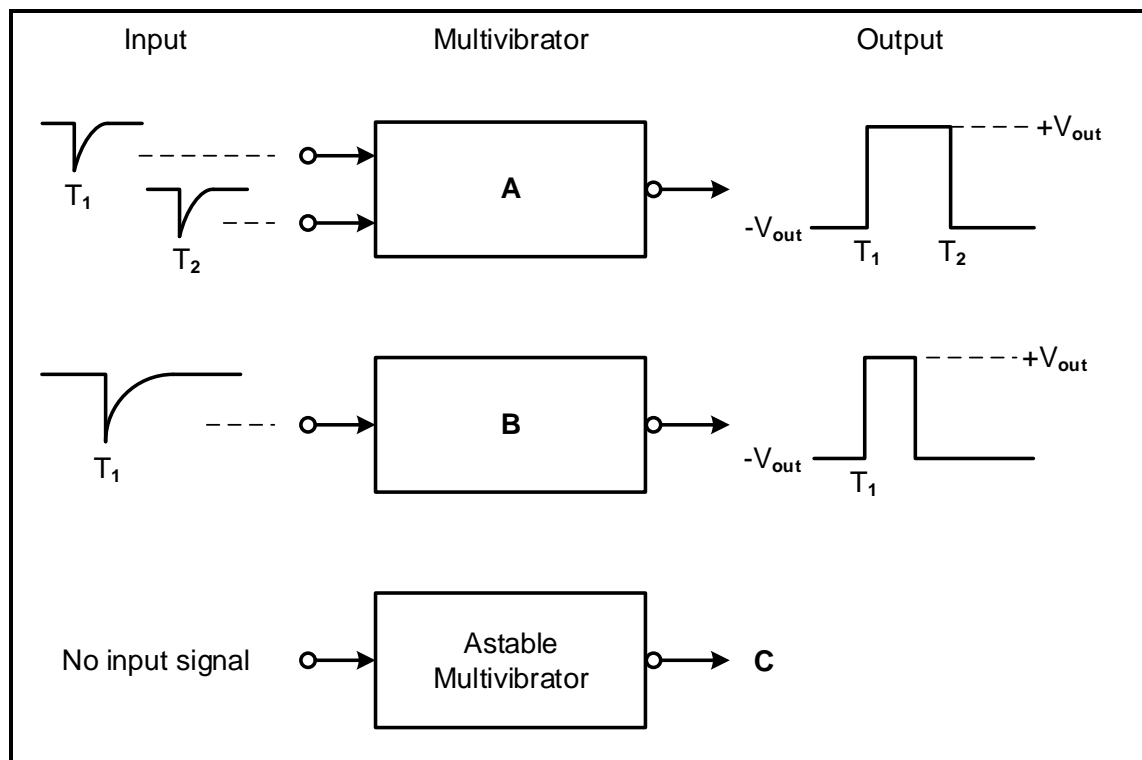 Input Multivibrator Output
+Vout
T1
A
T2
-Vout
T1 T2
+Vout
B
T1
-Vout
T1
No input signal
Astable
Multivibrator
C